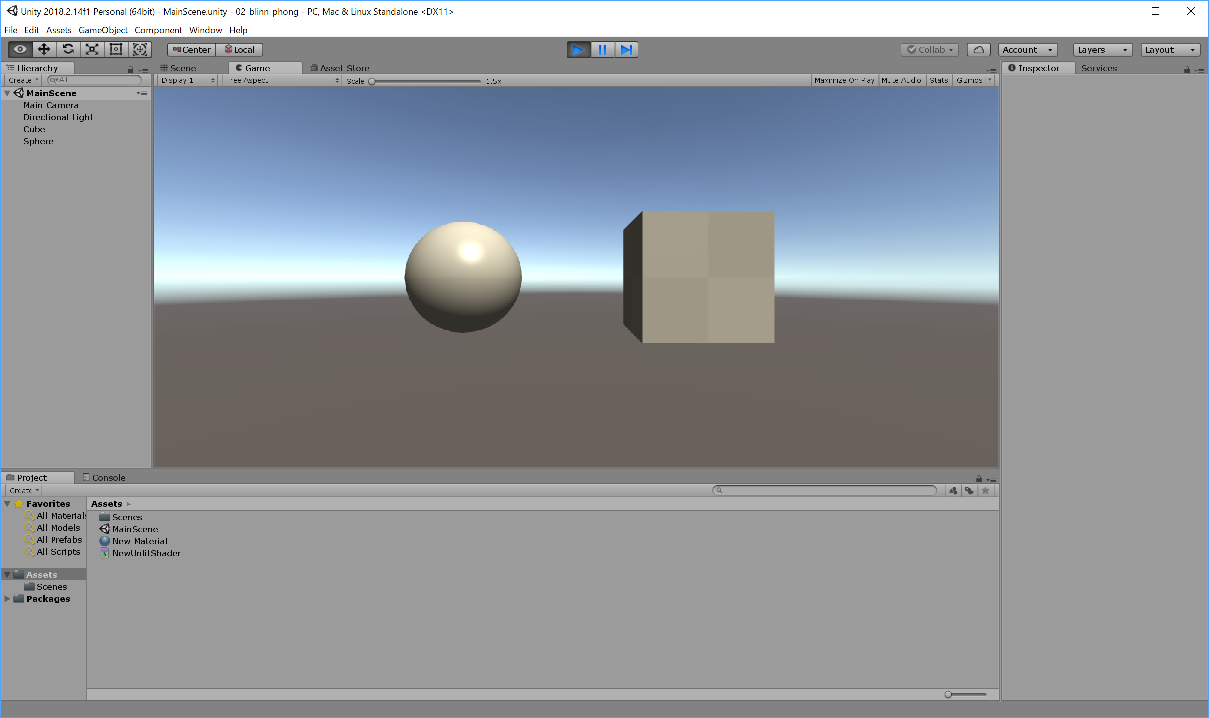 Unity 2018.2.14f1 Personal (64bit) - MainScene.unity - 02-blinn-phong - PC, Mac & Linux Standalone <DX11>
File Edit Assets GameObject Component Window Help
Center Local Collab Account Layers Layout
Hierarchy Scene Game Asset Store Inspector Services
Create All Display 1 Free Aspect Scale 1.5x Maximize On Play Mute Audio Stats Gizmos
MainScene
Main Camera
Directional Light
Cube
Sphere
Project Console
Create
Favorites Assets
All Materials Scenes
All Models MainScene
All Prefabs New Material
All Scripts NewUnlitShader
Assets
Scenes
Packages